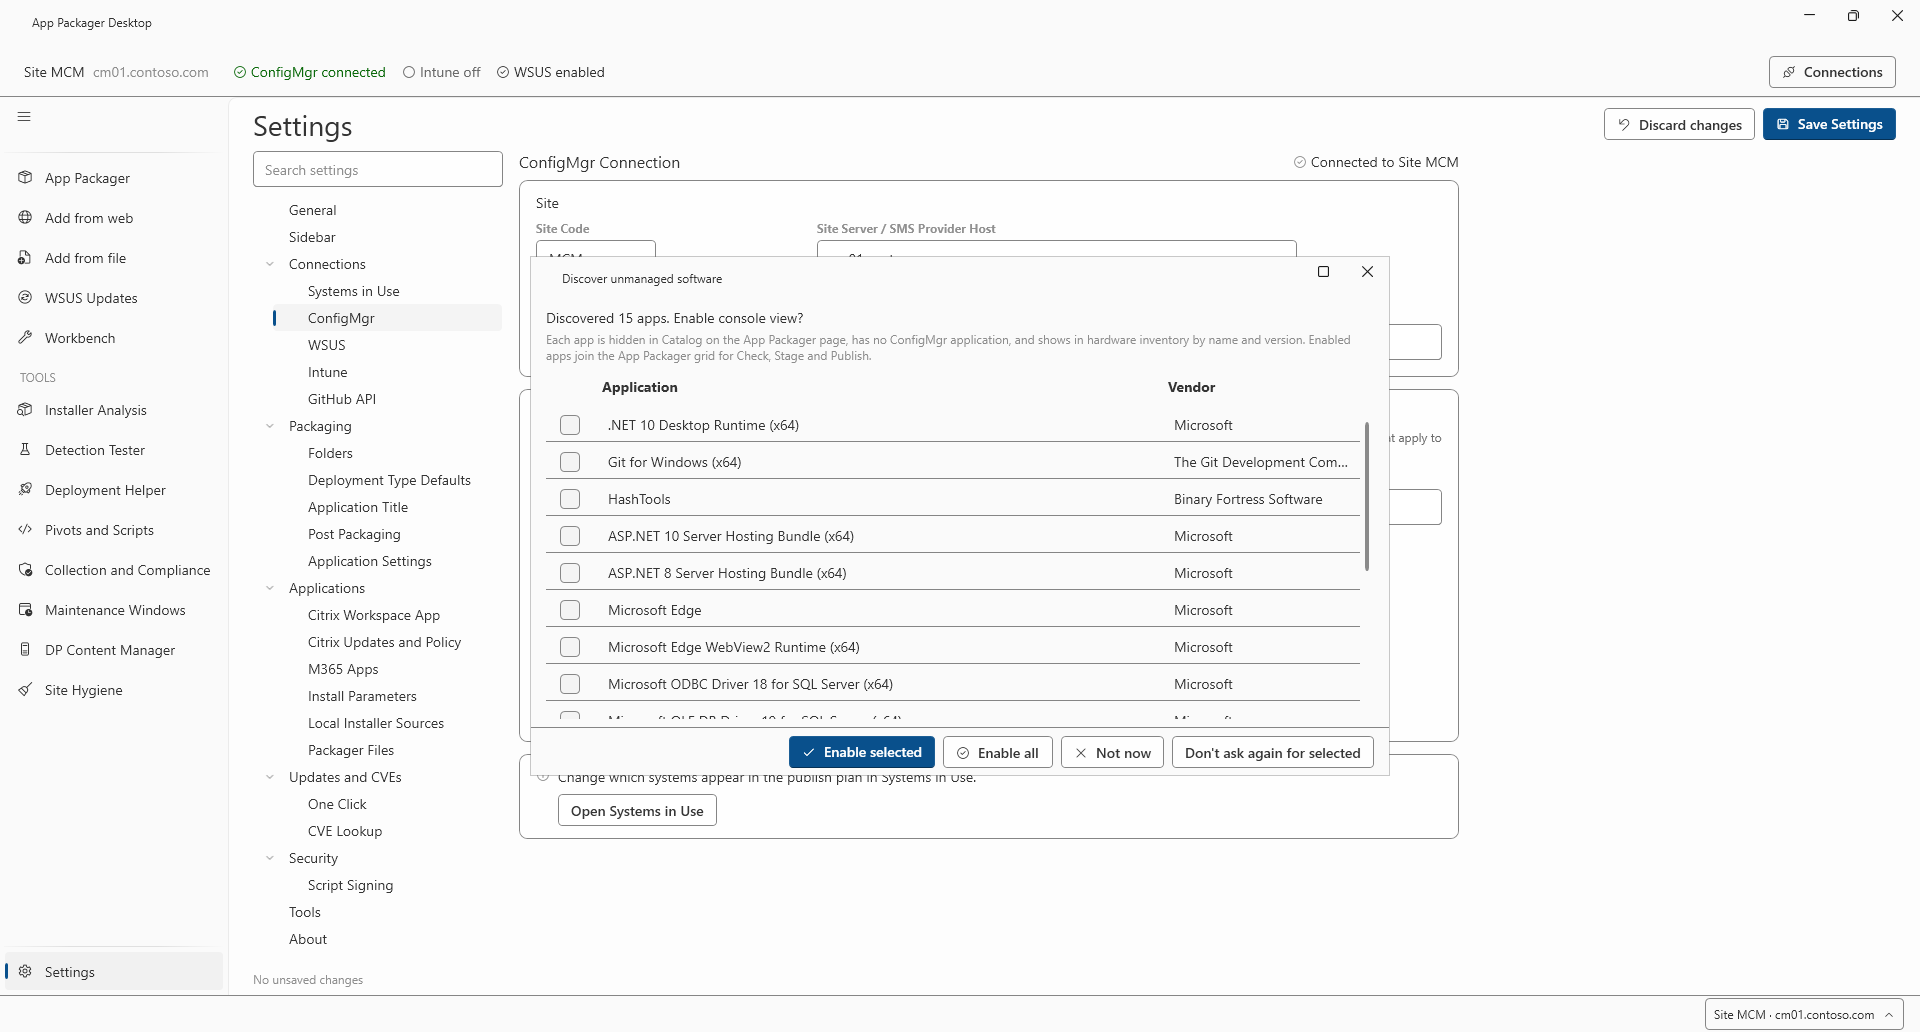 App Packager Desktop
Site MCM cm01.contoso.com ConfigMgr connected Intune off WSUS enabled
Connections
App Packager
Add from web
Add from file
WSUS Updates
Workbench
TOOLS
Installer Analysis
Detection Tester
Deployment Helper
Pivots and Scripts
Collection and Compliance
Maintenance Windows
DP Content Manager
Site Hygiene
Settings
Settings
Discard changes
Save Settings
Search settings
General
Sidebar
Connections
Systems in Use
ConfigMgr
WSUS
Intune
GitHub API
Packaging
Folders
Deployment Type Defaults
Application Title
Post Packaging
Application Settings
Applications
Citrix Workspace App
Citrix Updates and Policy
M365 Apps
Install Parameters
Local Installer Sources
Packager Files
Updates and CVEs
One Click
CVE Lookup
Security
Script Signing
Tools
About
No unsaved changes
ConfigMgr Connection
Connected to Site MCM
Site
Site Code
Site Server / SMS Provider Host
apply to
Discover unmanaged software
Discovered 15 apps. Enable console view?
Each app is hidden in Catalog on the App Packager page, has no ConfigMgr application, and shows in hardware inventory by name and version. Enabled
apps join the App Packager grid for Check, Stage and Publish.
Application Vendor
.NET 10 Desktop Runtime (x64) Microsoft
Git for Windows (x64) The Git Development Com...
HashTools Binary Fortress Software
ASP.NET 10 Server Hosting Bundle (x64) Microsoft
ASP.NET 8 Server Hosting Bundle (x64) Microsoft
Microsoft Edge Microsoft
Microsoft Edge WebView2 Runtime (x64) Microsoft
Microsoft ODBC Driver 18 for SQL Server (x64) Microsoft
Enable selected
Enable all
Not now
Don't ask again for selected
Change which systems appear in the publish plan in Systems in Use.
Open Systems in Use
Site MCM · cm01.contoso.com